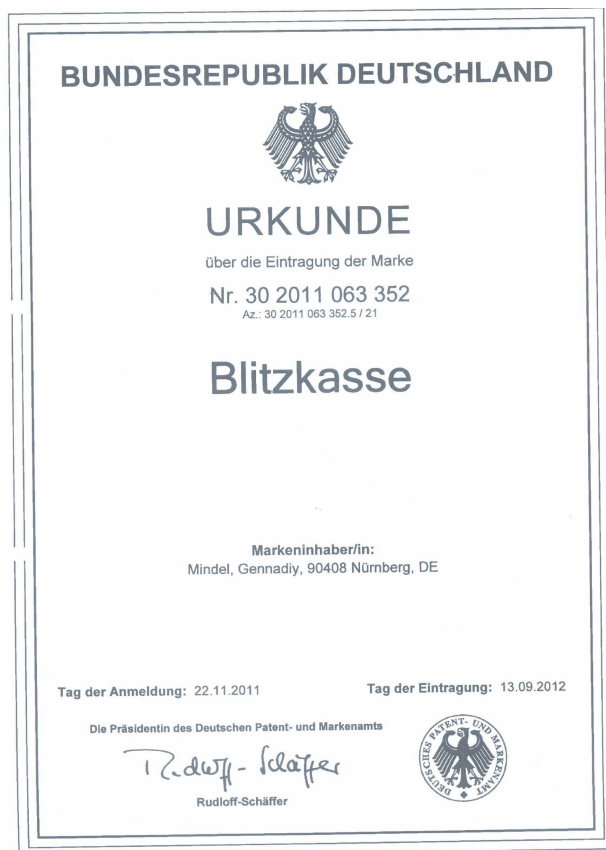 BUNDESREPUBLIK DEUTSCHLAND
URKUNDE
über die Eintragung der Marke
Nr. 30 2011 063 352
Az.: 30 2011 063 352.5 / 21
Blitzkasse
Markeninhaber/in:
Mindel, Gennadiy, 90408 Nürnberg, DE
Tag der Anmeldung: 22.11.2011
Tag der Eintragung: 13.09.2012
Die Präsidentin des Deutschen Patent- und Markenamts
Rudloff-Schäffer
Rudloff-Schäffer
DEUTSCHES PATENT- UND MARKENAMT